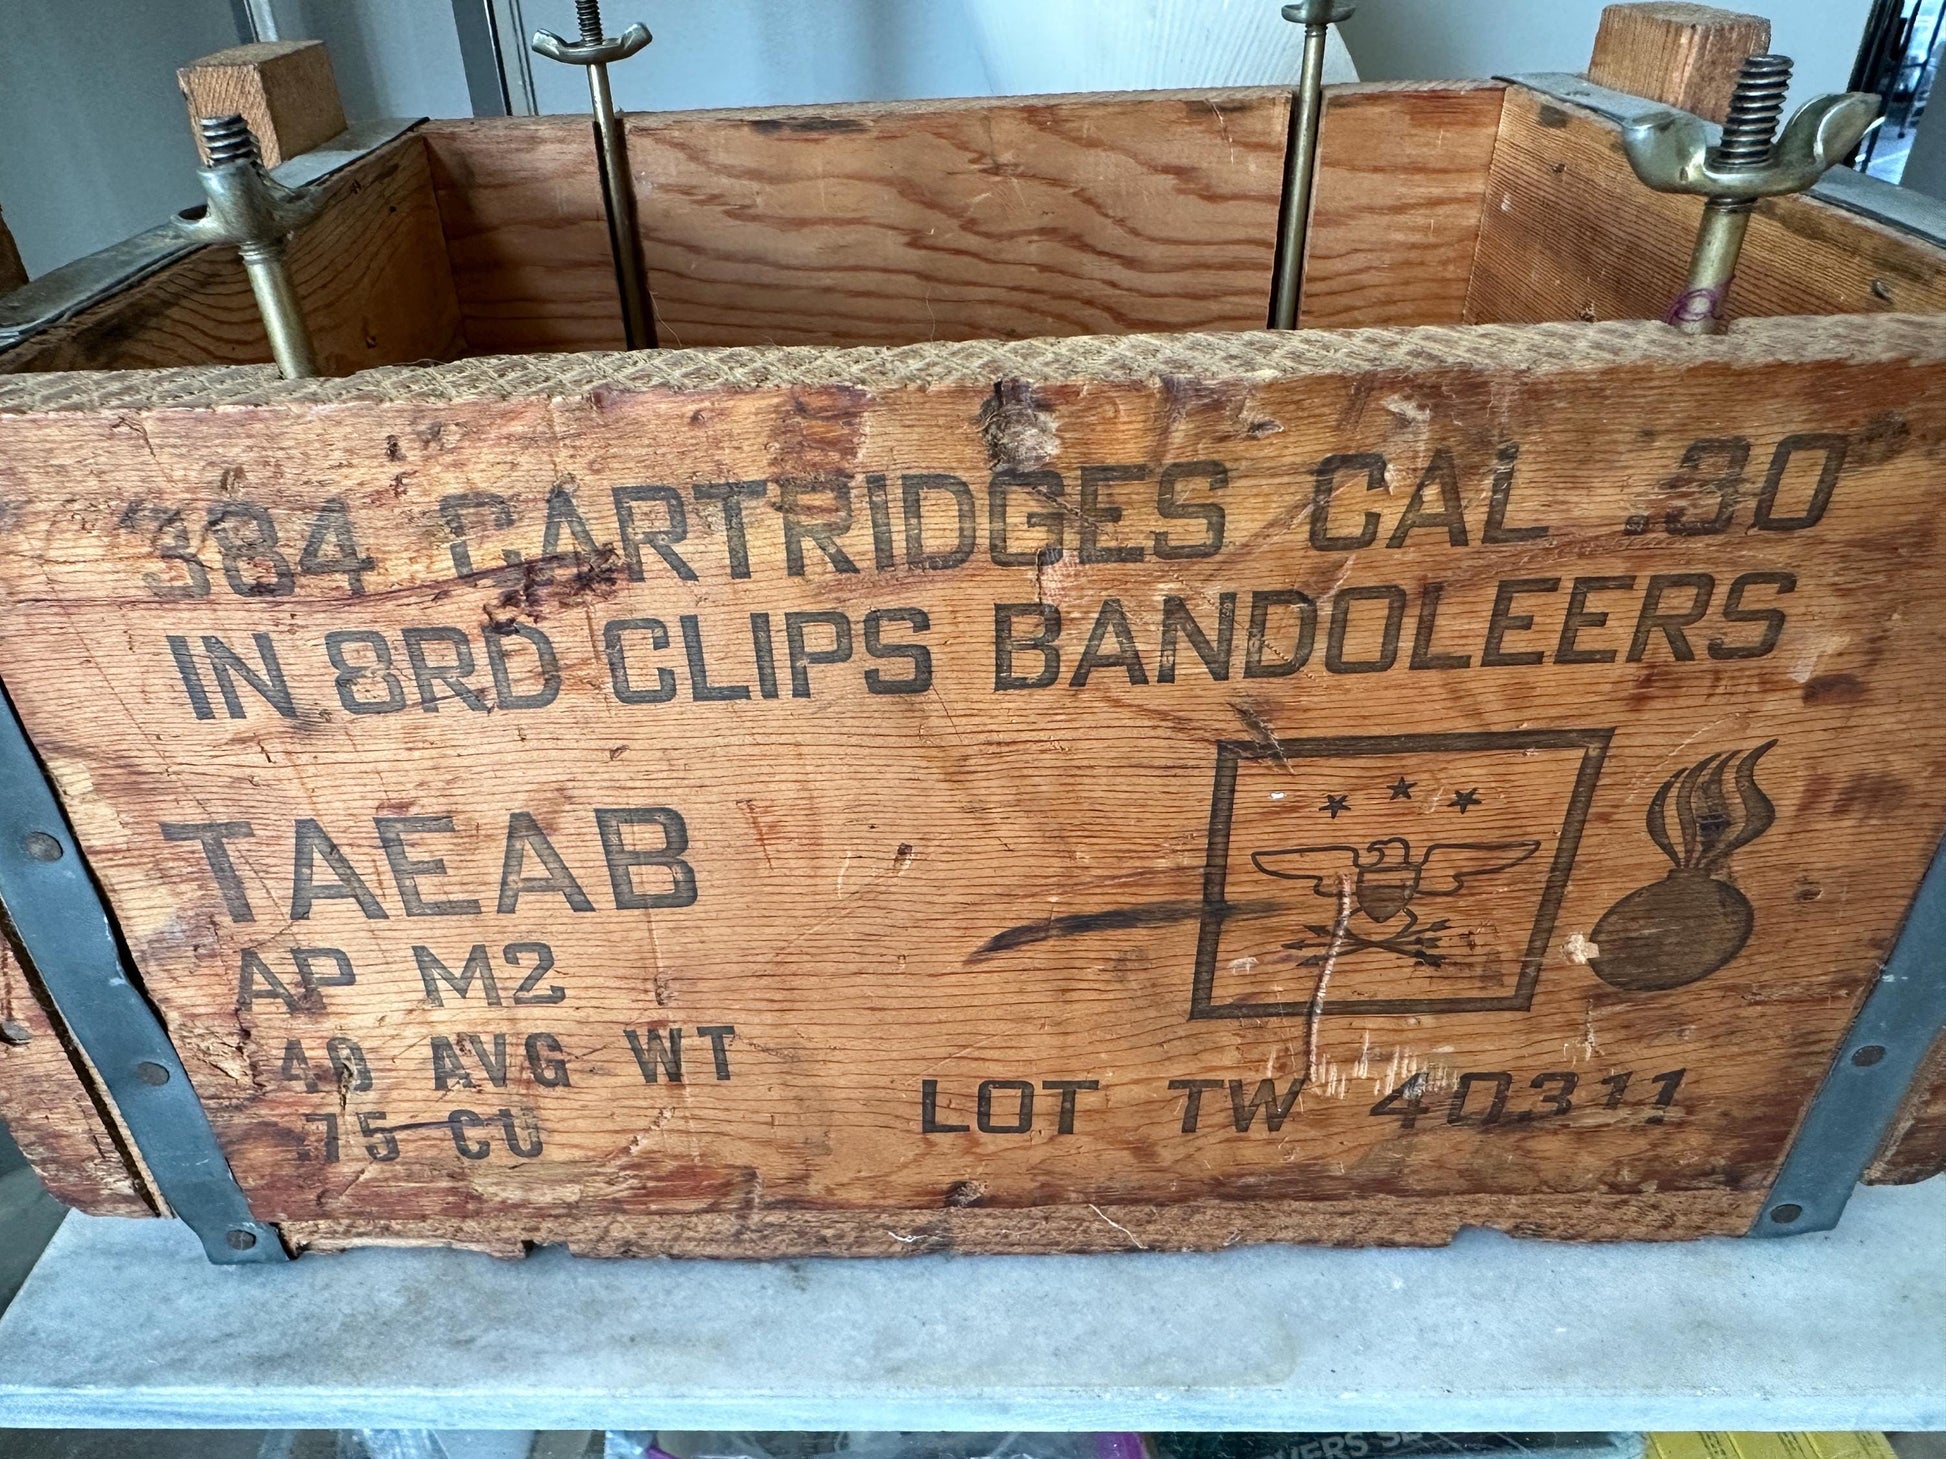 384 CARTRIDGES CAL .30
IN 8RD CLIPS BANDOLEERS
TAEAB
AP M2
40 AVG WT
.75 CU
LOT TW 40311